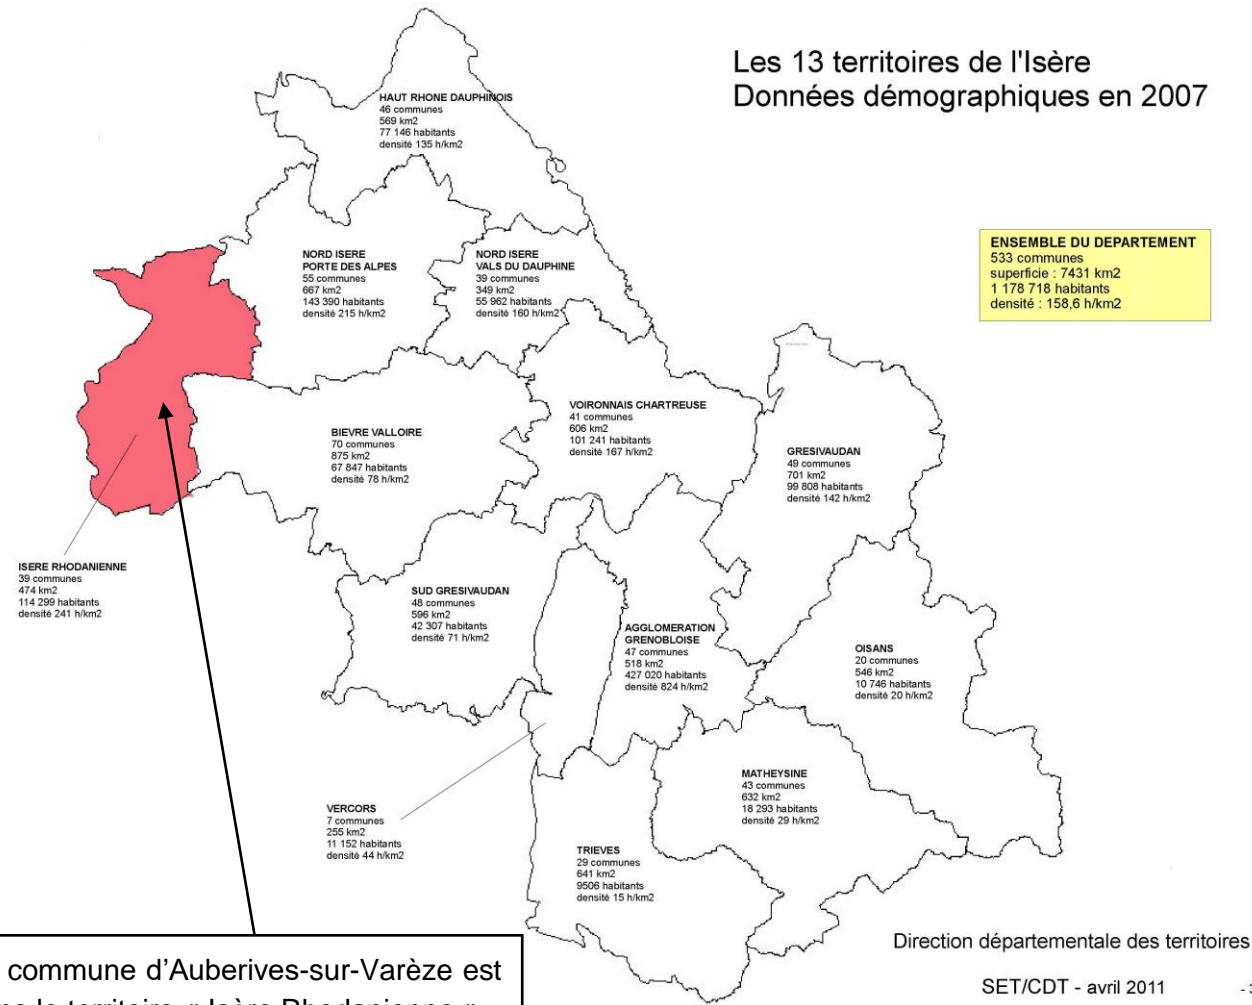 Les 13 territoires de l'Isère
Données démographiques en 2007
HAUT RHONE DAUPHINOIS
46 communes
569 km2
77 146 habitants
densité 135 h/km2
ENSEMBLE DU DEPARTEMENT
533 communes
superficie : 7431 km2
1 178 718 habitants
densité : 158,6 h/km2
NORD ISERE
PORTE DES ALPES
55 communes
667 km2
143 390 habitants
densité 215 h/km2
NORD ISERE
VALS DU DAUPHINE
39 communes
349 km2
55 962 habitants
densité 160 h/km2
VOIRONNAIS CHARTREUSE
41 communes
606 km2
101 241 habitants
densité 167 h/km2
BIEVRE VALLOIRE
70 communes
875 km2
67 847 habitants
densité 78 h/km2
GRESIVAUDAN
49 communes
701 km2
99 808 habitants
densité 142 h/km2
ISERE RHODANIENNE
39 communes
474 km2
114 299 habitants
densité 241 h/km2
SUD GRESIVAUDAN
48 communes
596 km2
42 307 habitants
densité 71 h/km2
AGGLOMERATION
GRENOBLOISE
47 communes
518 km2
427 020 habitants
densité 824 h/km2
OISANS
20 communes
546 km2
10 746 habitants
densité 20 h/km2
MATHEYSINE
43 communes
632 km2
18 293 habitants
densité 29 h/km2
VERCORS
7 communes
255 km2
11 152 habitants
densité 44 h/km2
TRIEVES
29 communes
641 km2
9506 habitants
densité 15 h/km2
commune d'Auberives-sur-Varèze est
le territoire « Isère Rhodanienne »
Direction départementale des territoires
SET/CDT - avril 2011